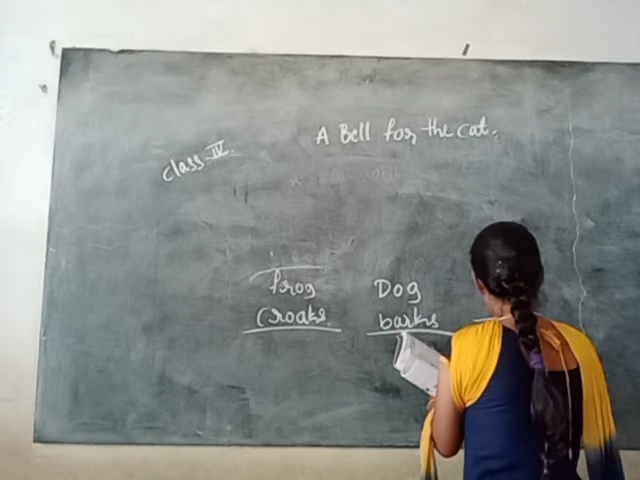 A Bell for the cat.
Class-IV.
Frog Dog
Croaks. barks